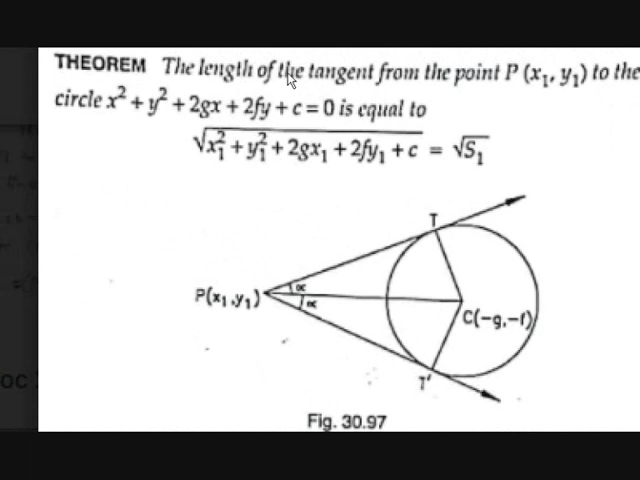 THEOREM The length of the tangent from the point P (x₁, y₁) to the
circle x² + y² + 2gx + 2fy + c = 0 is equal to
√(x₁² + y₁² + 2gx₁ + 2fy₁ + c) = √S₁
T
α
P(x₁,y₁)
α
C(-g,-f)
T'
Fig. 30.97